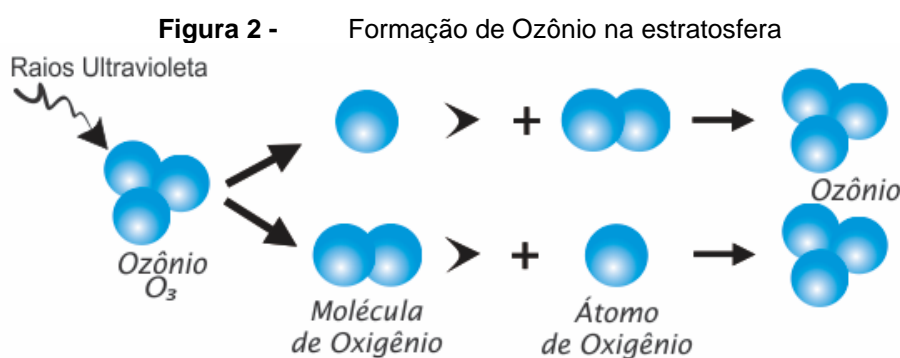 Figura 2 - Formação de Ozônio na estratosfera
Raios Ultravioleta
+
Ozônio
Ozônio
O₃
+
Molécula
de Oxigênio
Átomo
de Oxigênio